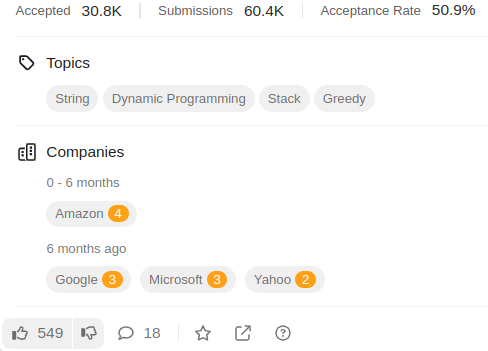 Accepted 30.8K Submissions 60.4K Acceptance Rate 50.9%
Topics
String Dynamic Programming Stack Greedy
Companies
0 - 6 months
Amazon 4
6 months ago
Google 3 Microsoft 3 Yahoo 2
549 18